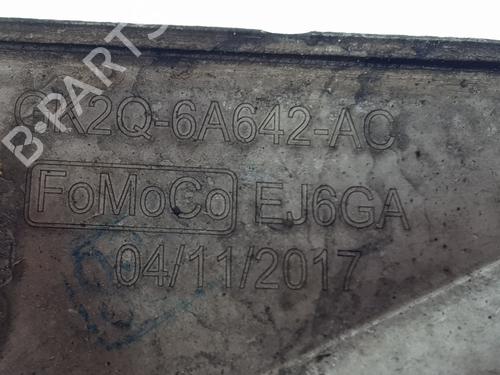 GK2Q-6A642-AC
FoMoCo EJ6GA
04/11/2017
B-PARTS